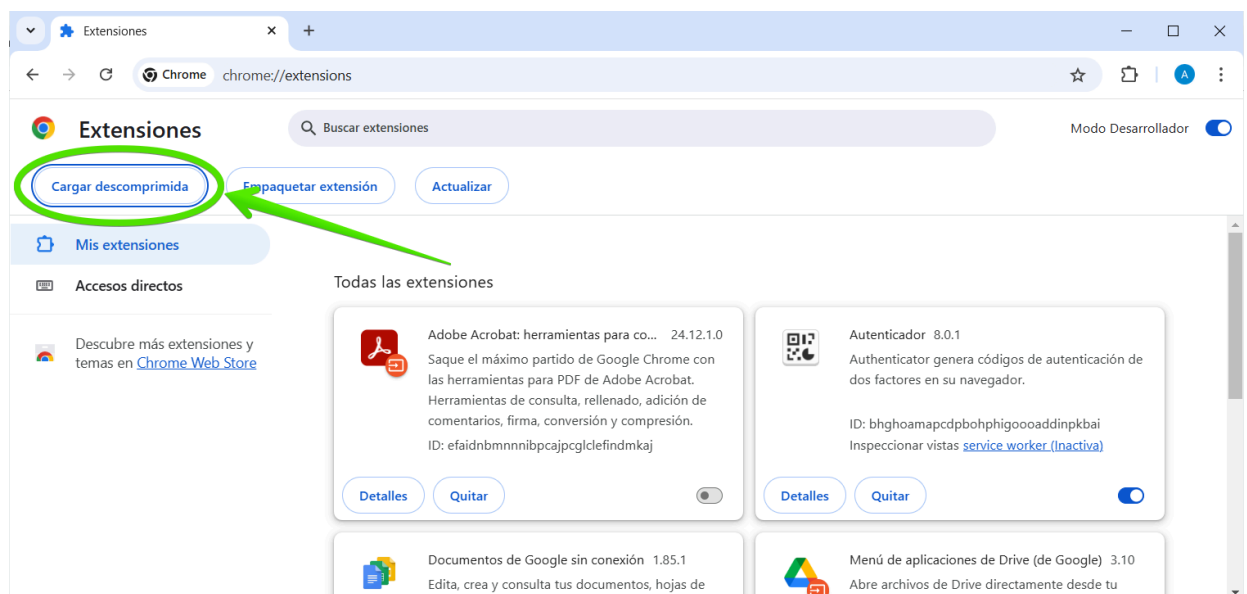 Extensiones
Chrome chrome://extensions
A
Extensiones
Buscar extensiones
Modo Desarrollador
Cargar descomprimida
Empaquetar extensión
Actualizar
Mis extensiones
Accesos directos
Descubre más extensiones y
temas en Chrome Web Store
Todas las extensiones
Adobe Acrobat: herramientas para co... 24.12.1.0
Saque el máximo partido de Google Chrome con
las herramientas para PDF de Adobe Acrobat.
Herramientas de consulta, rellenado, adición de
comentarios, firma, conversión y compresión.
ID: efaidnbmnnnibpcajpcglclefindmkaj
Detalles
Quitar
Autenticador 8.0.1
Authenticator genera códigos de autenticación de
dos factores en su navegador.
ID: bhghoamapcdpbohphigoooaddinpkbai
Inspeccionar vistas service worker (Inactiva)
Detalles
Quitar
Documentos de Google sin conexión 1.85.1
Edita, crea y consulta tus documentos, hojas de
Menú de aplicaciones de Drive (de Google) 3.10
Abre archivos de Drive directamente desde tu